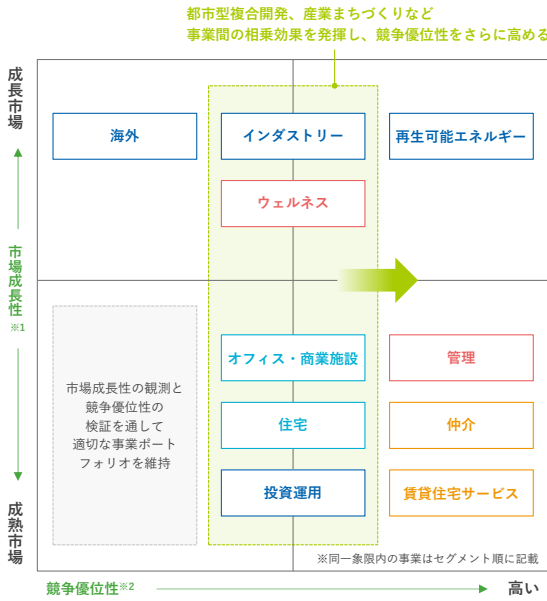 都市型複合開発、産業まちづくりなど
事業間の相乗効果を発揮し、競争優位性をさらに高める
成長市場
海外
インダストリー
再生可能エネルギー
ウェルネス
市場成長性
※1
オフィス・商業施設
管理
市場成長性の観測と
競争優位性の
検証を通して
適切な事業ポート
フォリオを維持
住宅
仲介
投資運用
賃貸住宅サービス
成熟市場
※同一象限内の事業はセグメント順に記載
競争優位性※2
高い